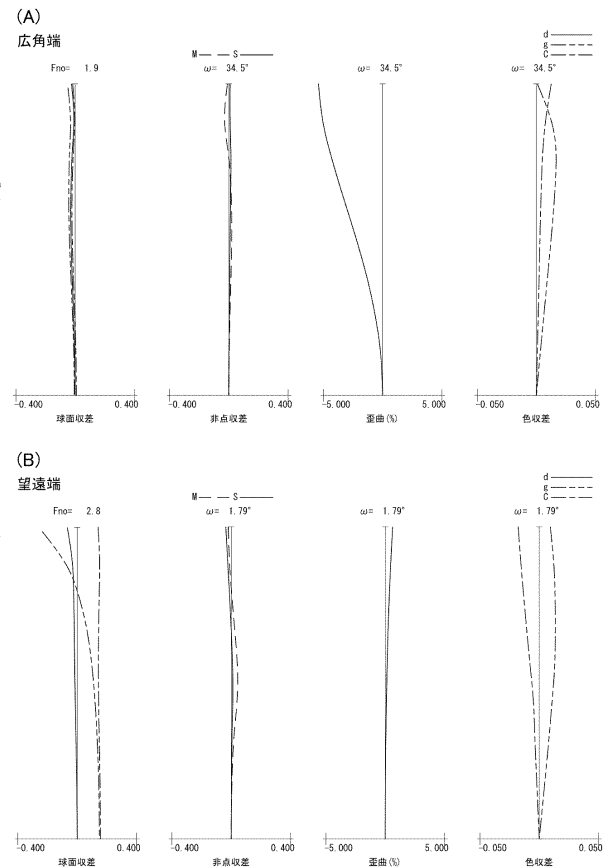 (A)
広角端
d
g
C
M S
Fno= 1.9 ω= 34.5° ω= 34.5° ω= 34.5°
-0.400 0.400 -0.400 0.400 -5.000 5.000 -0.050 0.050
球面収差 非点収差 歪曲(%) 色収差
(B)
望遠端
d
g
C
M S
Fno= 2.8 ω= 1.79° ω= 1.79° ω= 1.79°
-0.400 0.400 -0.400 0.400 -5.000 5.000 -0.050 0.050
球面収差 非点収差 歪曲(%) 色収差